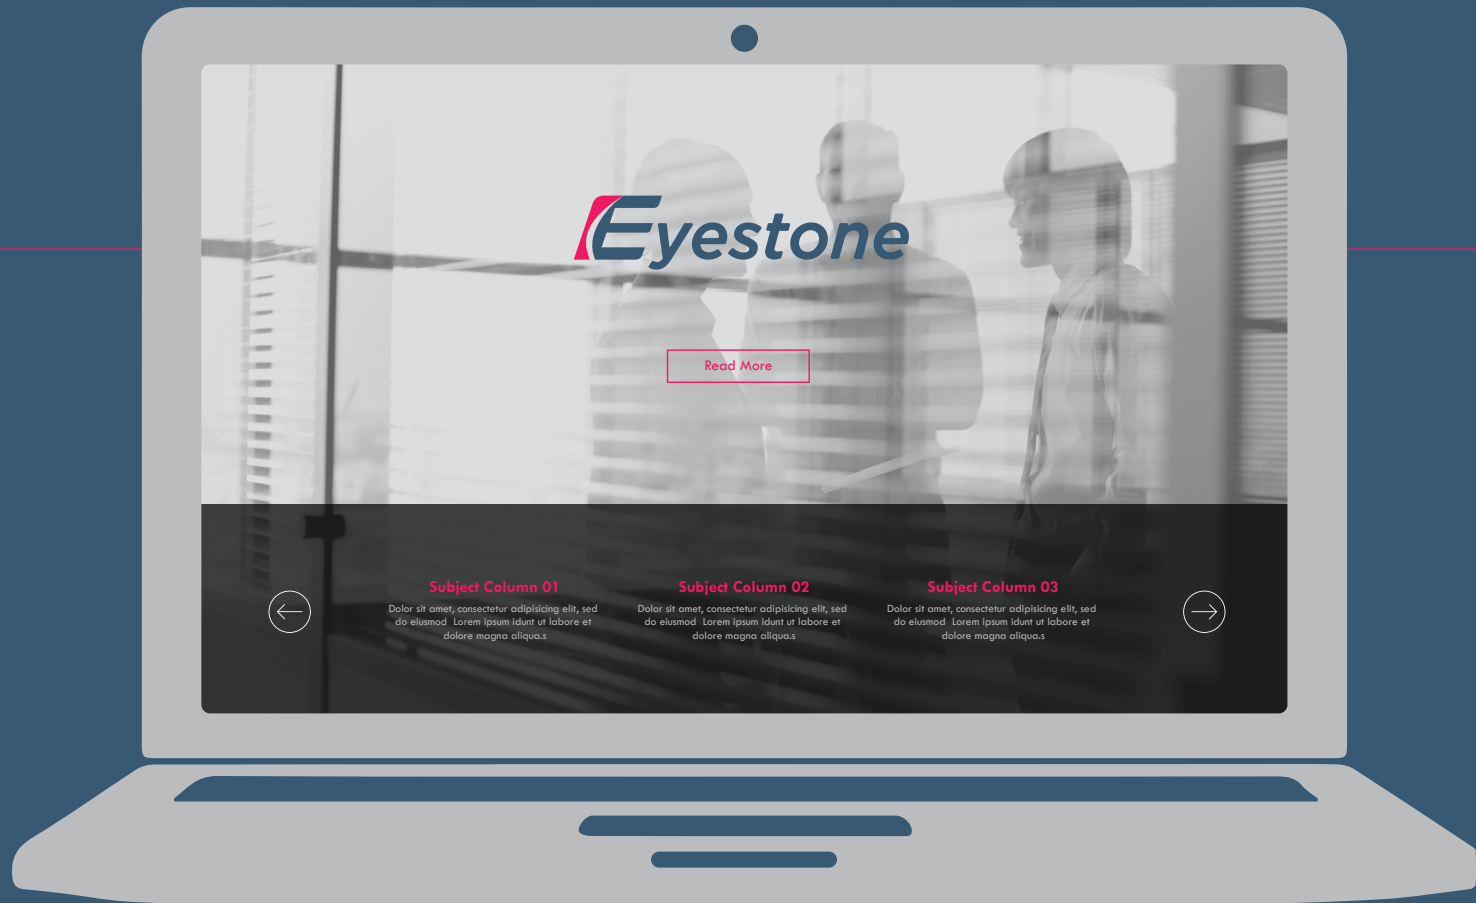 Eyestone
Read More
Subject Column 01
Dolor sit amet, consectetur adipisicing elit, sed
do eiusmod  Lorem ipsum idunt ut labore et
dolore magna aliqua.s
Subject Column 02
Dolor sit amet, consectetur adipisicing elit, sed
do eiusmod  Lorem ipsum idunt ut labore et
dolore magna aliqua.s
Subject Column 03
Dolor sit amet, consectetur adipisicing elit, sed
do eiusmod  Lorem ipsum idunt ut labore et
dolore magna aliqua.s